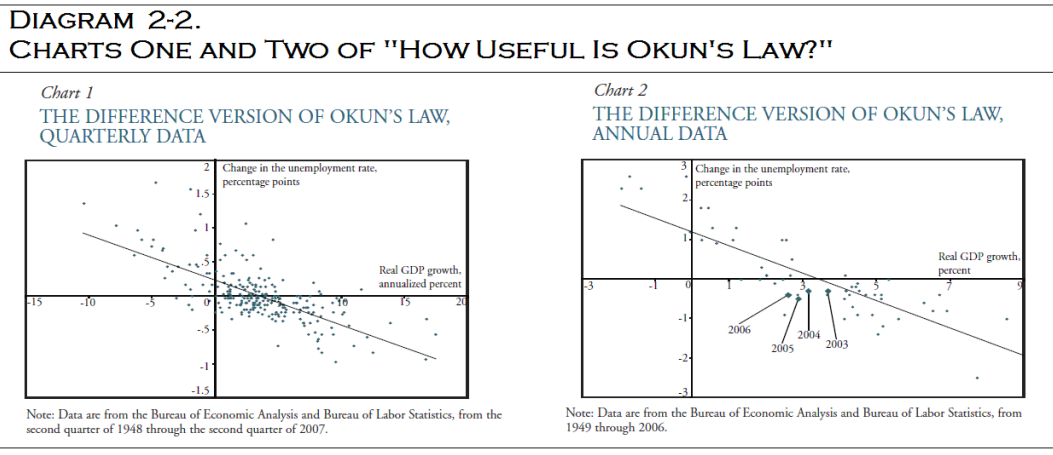 DIAGRAM 2-2.
CHARTS ONE AND TWO OF "HOW USEFUL IS OKUN'S LAW?"
Chart 1
THE DIFFERENCE VERSION OF OKUN'S LAW,
QUARTERLY DATA
2
Change in the unemployment rate,
percentage points
1.5
1
.5
Real GDP growth,
annualized percent
-15
-10
-5
0
0
5
10
15
20
-.5
-1
-1.5
Note: Data are from the Bureau of Economic Analysis and Bureau of Labor Statistics, from the
second quarter of 1948 through the second quarter of 2007.
Chart 2
THE DIFFERENCE VERSION OF OKUN'S LAW,
ANNUAL DATA
3
Change in the unemployment rate,
percentage points
2
1
Real GDP growth,
percent
-3
-1
0
1
3
5
7
9
-1
2006
2005
2004
2003
-2
-3
Note: Data are from the Bureau of Economic Analysis and Bureau of Labor Statistics, from
1949 through 2006.